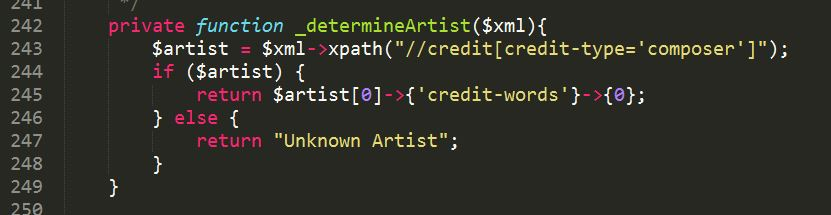 241 */
242 private function _determineArtist($xml){
243 $artist = $xml->xpath("//credit[credit-type='composer']");
244 if ($artist) {
245 return $artist[0]->{'credit-words'}->{0};
246 } else {
247 return "Unknown Artist";
248 }
249 }
250